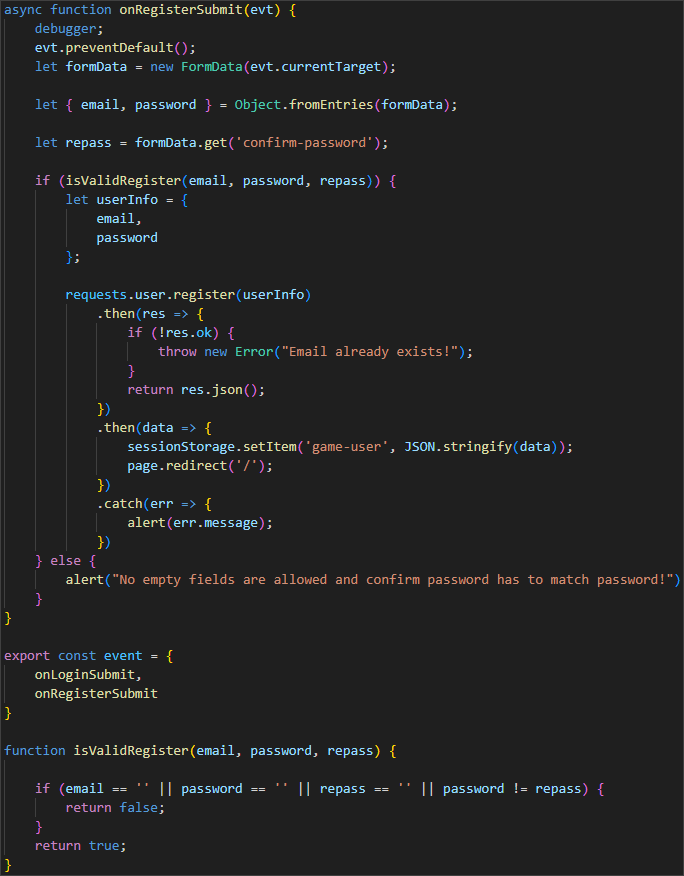 async function onRegisterSubmit(evt) {
debugger;
evt.preventDefault();
let formData = new FormData(evt.currentTarget);
let { email, password } = Object.fromEntries(formData);
let repass = formData.get('confirm-password');
if (isValidRegister(email, password, repass)) {
let userInfo = {
email,
password
};
requests.user.register(userInfo)
.then(res => {
if (!res.ok) {
throw new Error("Email already exists!");
}
return res.json();
})
.then(data => {
sessionStorage.setItem('game-user', JSON.stringify(data));
page.redirect('/');
})
.catch(err => {
alert(err.message);
})
} else {
alert("No empty fields are allowed and confirm password has to match password!")
}
}
export const event = {
onLoginSubmit,
onRegisterSubmit
}
function isValidRegister(email, password, repass) {
if (email == '' || password == '' || repass == '' || password != repass) {
return false;
}
return true;
}